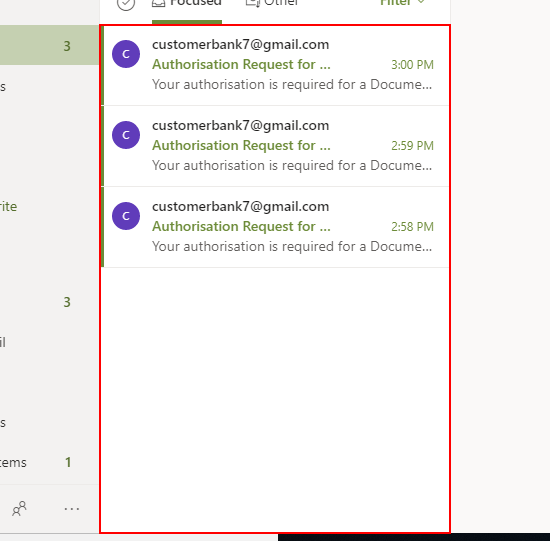 Focused Other Filter
3
s
C customerbank7@gmail.com
Authorisation Request for ... 3:00 PM
Your authorisation is required for a Docume...
C customerbank7@gmail.com
Authorisation Request for ... 2:59 PM
Your authorisation is required for a Docume...
rite
C customerbank7@gmail.com
Authorisation Request for ... 2:58 PM
Your authorisation is required for a Docume...
3
il
s
tems 1
...